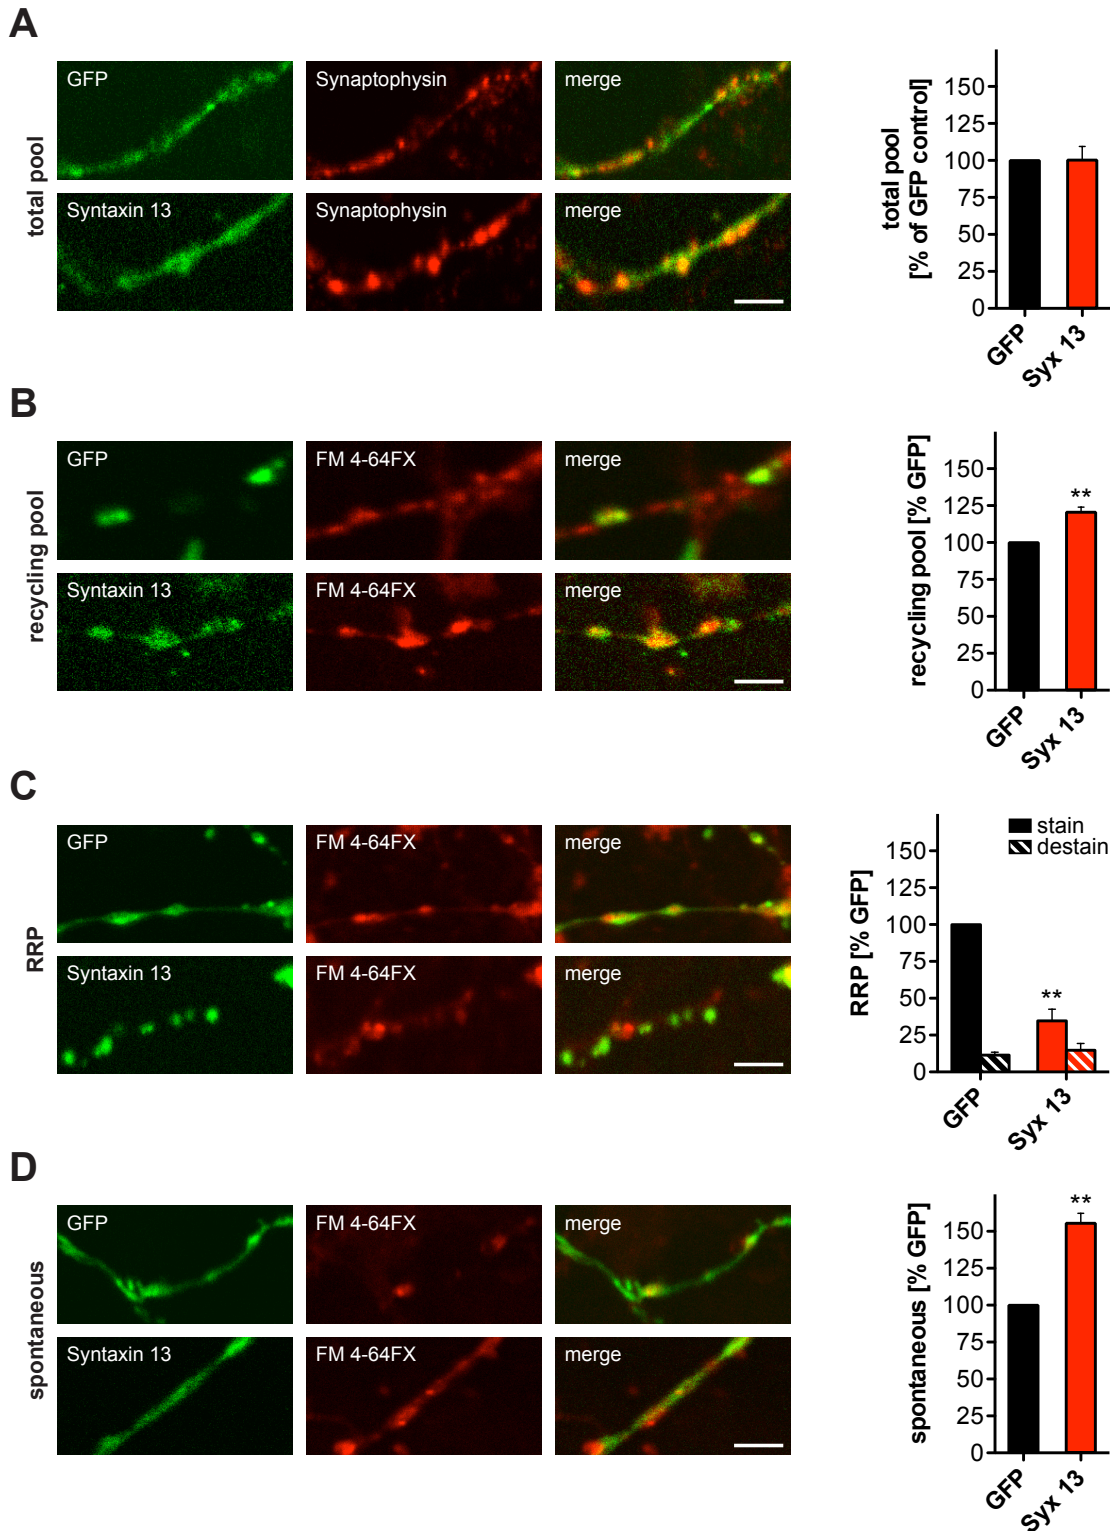 A
total pool
GFP
Synaptophysin
merge
Syntaxin 13
Synaptophysin
merge
total pool
[% of GFP control]
150
125
100
75
50
25
0
GFP
Syx 13
B
recycling pool
GFP
FM 4-64FX
merge
Syntaxin 13
FM 4-64FX
merge
recycling pool [% GFP]
150
125
100
75
50
25
0
**
GFP
Syx 13
C
RRP
GFP
FM 4-64FX
merge
Syntaxin 13
FM 4-64FX
merge
RRP [% GFP]
150
125
100
75
50
25
0
stain
destain
**
GFP
Syx 13
D
spontaneous
GFP
FM 4-64FX
merge
Syntaxin 13
FM 4-64FX
merge
spontaneous [% GFP]
150
125
100
75
50
25
0
**
GFP
Syx 13